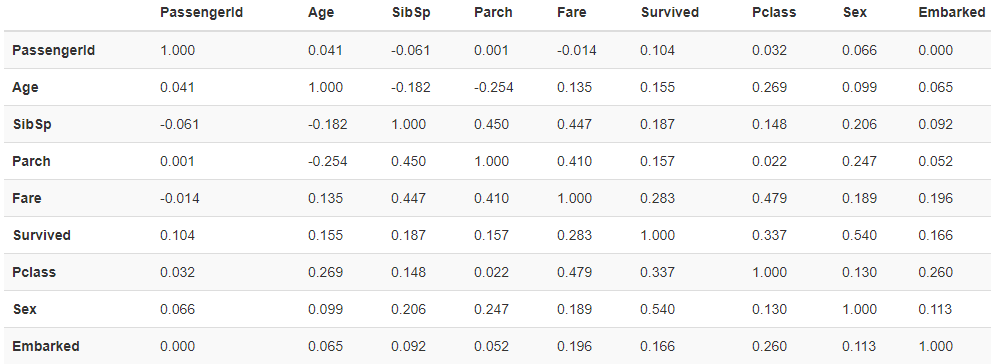 PassengerId Age SibSp Parch Fare Survived Pclass Sex Embarked
PassengerId 1.000 0.041 -0.061 0.001 -0.014 0.104 0.032 0.066 0.000
Age 0.041 1.000 -0.182 -0.254 0.135 0.155 0.269 0.099 0.065
SibSp -0.061 -0.182 1.000 0.450 0.447 0.187 0.148 0.206 0.092
Parch 0.001 -0.254 0.450 1.000 0.410 0.157 0.022 0.247 0.052
Fare -0.014 0.135 0.447 0.410 1.000 0.283 0.479 0.189 0.196
Survived 0.104 0.155 0.187 0.157 0.283 1.000 0.337 0.540 0.166
Pclass 0.032 0.269 0.148 0.022 0.479 0.337 1.000 0.130 0.260
Sex 0.066 0.099 0.206 0.247 0.189 0.540 0.130 1.000 0.113
Embarked 0.000 0.065 0.092 0.052 0.196 0.166 0.260 0.113 1.000